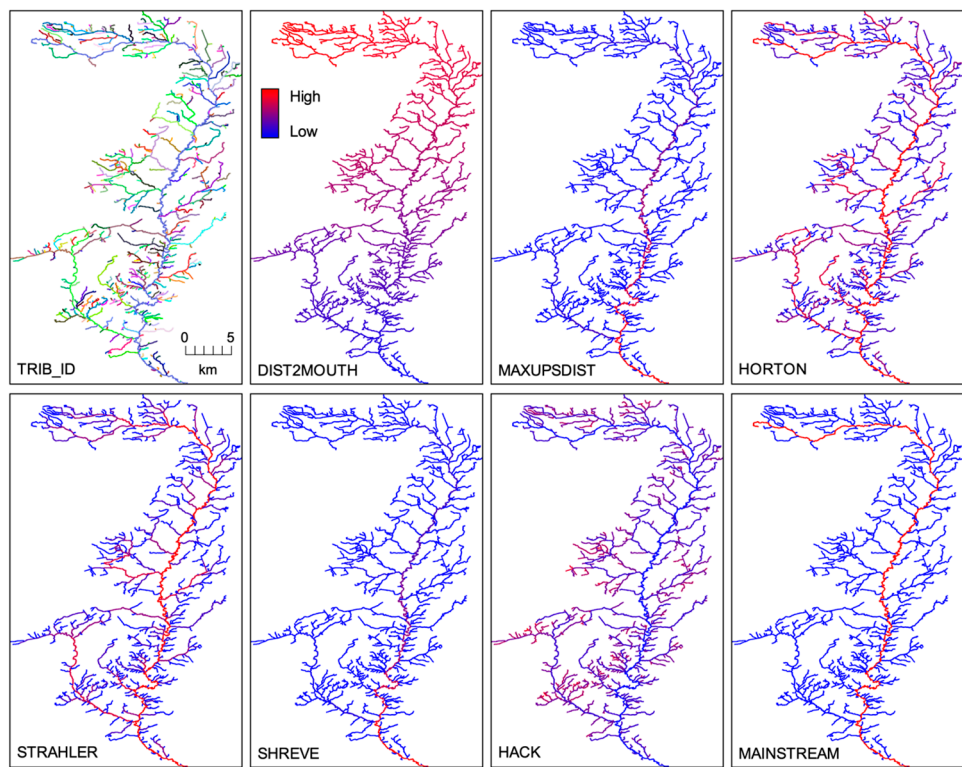 High
Low
0 5
km
TRIB_ID
DIST2MOUTH
MAXUPSDIST
HORTON
STRAHLER
SHREVE
HACK
MAINSTREAM